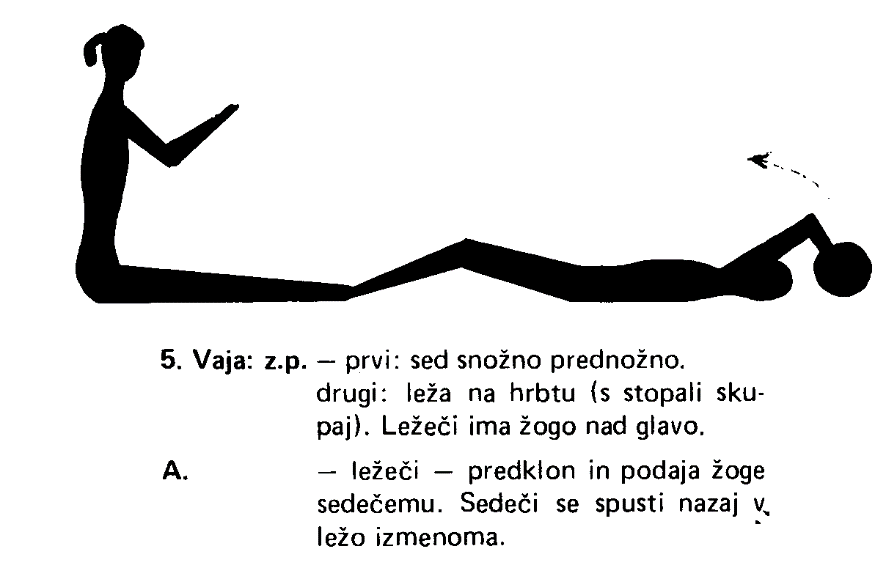 5. Vaja: z.p. — prvi: sed snožno prednožno.
drugi: leža na hrbtu (s stopali sku-
paj). Ležeči ima žogo nad glavo.
A. — ležeči — predklon in podaja žoge
sedečemu. Sedeči se spusti nazaj v
ležo izmenoma.